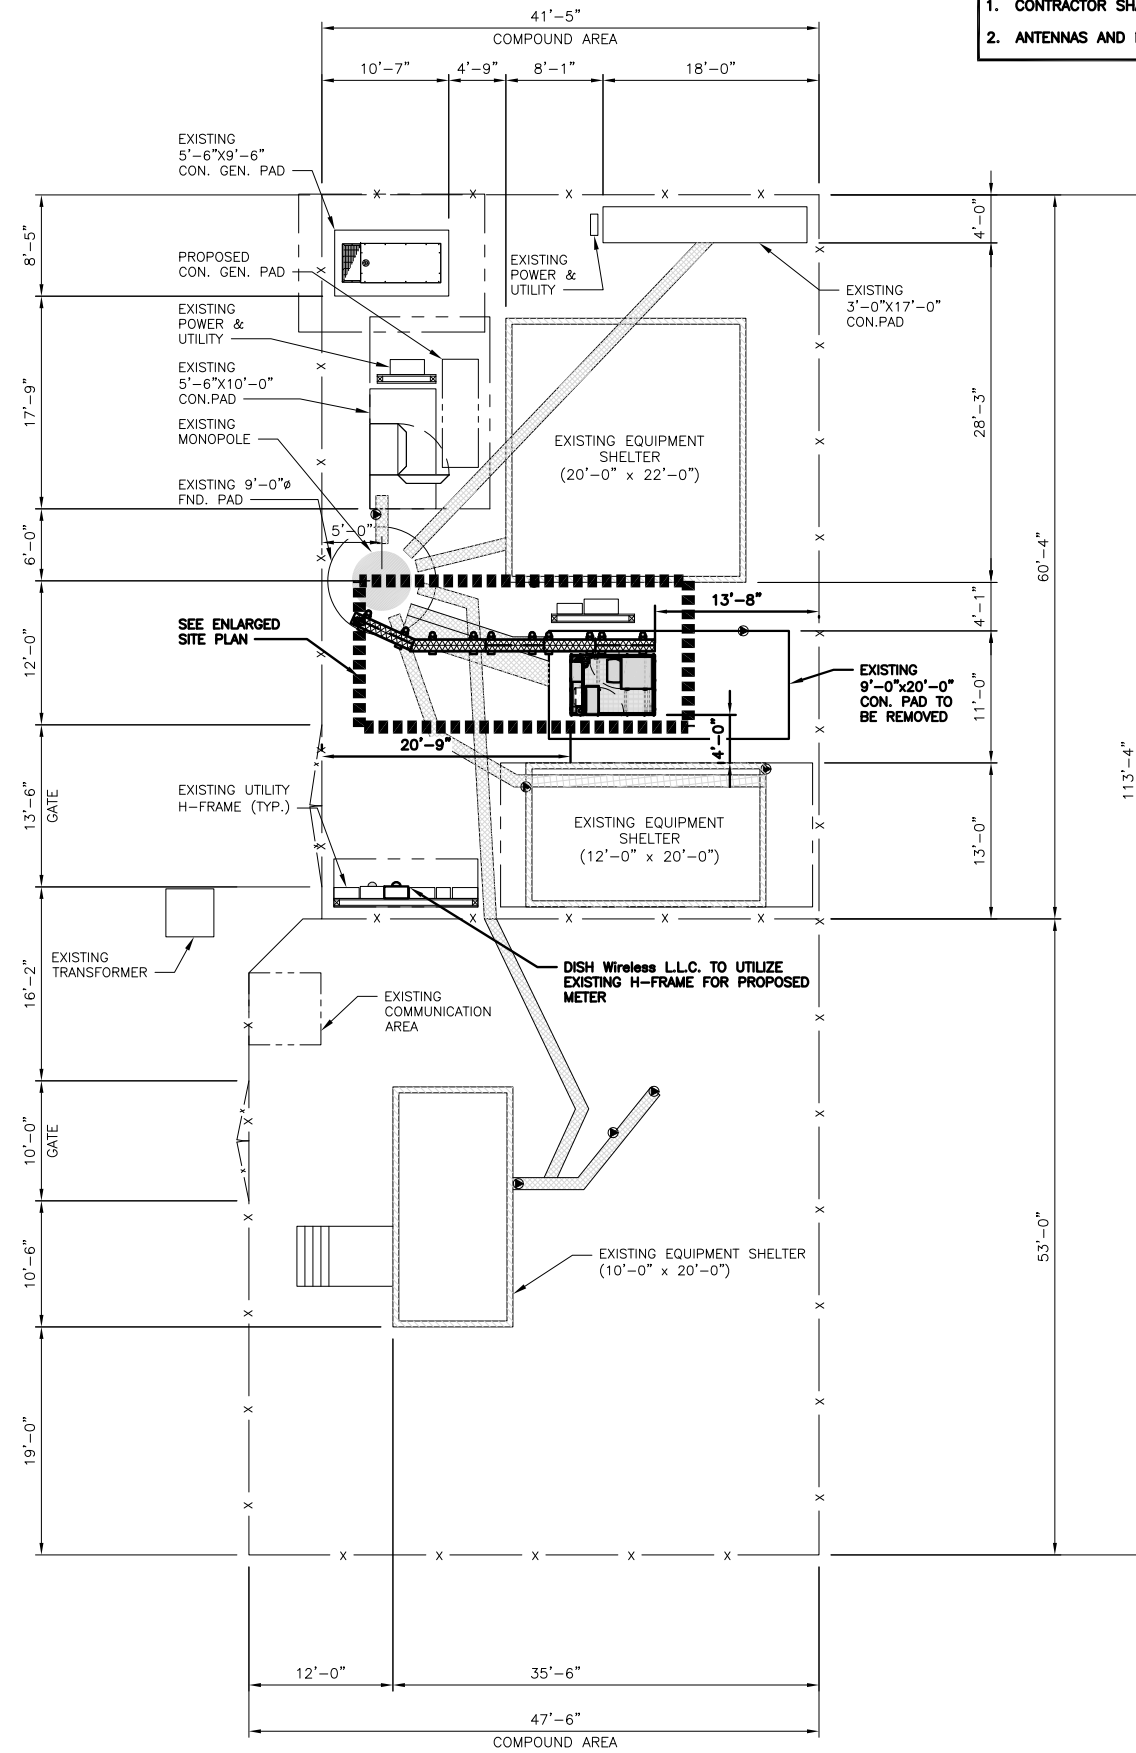 1. CONTRACTOR
2. ANTENNAS AND
41'-5"
COMPOUND AREA
10'-7"
4'-9"
8'-1"
18'-0"
EXISTING
5'-6"X9'-6"
CON. GEN. PAD
PROPOSED
CON. GEN. PAD
EXISTING
POWER &
UTILITY
EXISTING
5'-6"X10'-0"
CON.PAD
EXISTING
MONOPOLE
EXISTING 9'-0"ø
FND. PAD
5'-0"
EXISTING
POWER &
UTILITY
EXISTING
3'-0"X17'-0"
CON.PAD
EXISTING EQUIPMENT
SHELTER
(20'-0" x 22'-0")
8'-5"
17'-9"
6'-0"
12'-0"
13'-6"
GATE
16'-2"
10'-0"
GATE
10'-6"
19'-0"
4'-0"
28'-3"
4'-1"
11'-0"
13'-0"
60'-4"
53'-0"
113'-4"
SEE ENLARGED
SITE PLAN
13'-8"
EXISTING
9'-0"x20'-0"
CON. PAD TO
BE REMOVED
20'-9"
4'-0"
EXISTING UTILITY
H-FRAME (TYP.)
EXISTING EQUIPMENT
SHELTER
(12'-0" x 20'-0")
EXISTING
TRANSFORMER
DISH Wireless L.L.C. TO UTILIZE
EXISTING H-FRAME FOR PROPOSED
METER
EXISTING
COMMUNICATION
AREA
EXISTING EQUIPMENT SHELTER
(10'-0" x 20'-0")
12'-0"
35'-6"
47'-6"
COMPOUND AREA